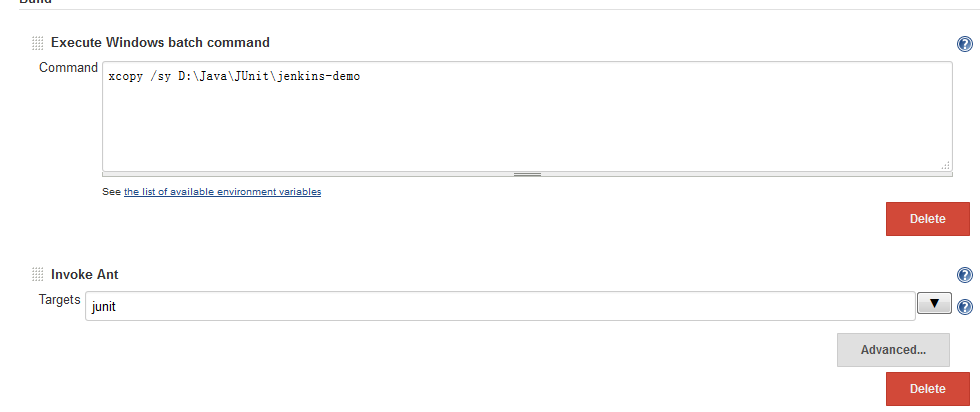 Build
Execute Windows batch command
Command
xcopy /sy D:\Java\JUnit\jenkins-demo
See the list of available environment variables
Delete
Invoke Ant
Targets
junit
Advanced...
Delete